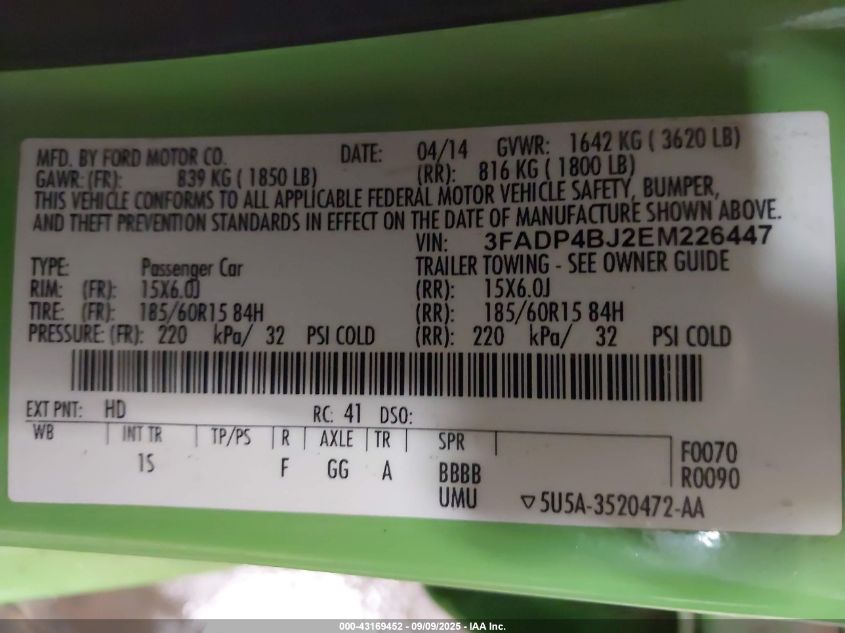 MFD. BY FORD MOTOR CO. DATE: 04/14 GVWR: 1642 KG ( 3620 LB)
GAWR: (FR): 839 KG ( 1850 LB) (RR): 816 KG ( 1800 LB)
THIS VEHICLE CONFORMS TO ALL APPLICABLE FEDERAL MOTOR VEHICLE SAFETY, BUMPER,
AND THEFT PREVENTION STANDARDS IN EFFECT ON THE DATE OF MANUFACTURE SHOWN ABOVE.
VIN: 3FADP4BJ2EM226447
TYPE: Passenger Car TRAILER TOWING - SEE OWNER GUIDE
RIM: (FR): 15X6.0J (RR): 15X6.0J
TIRE: (FR): 185/60R15 84H (RR): 185/60R15 84H
PRESSURE: (FR): 220 kPa/ 32 PSI COLD (RR): 220 kPa/ 32 PSI COLD
EXT PNT: HD RC: 41 DSO:
WB INT TR TP/PS R AXLE TR SPR F0070
1S F GG A BBBB R0090
UMU ▽5U5A-3520472-AA
000-43169452 - 09/09/2025 - IAA Inc.